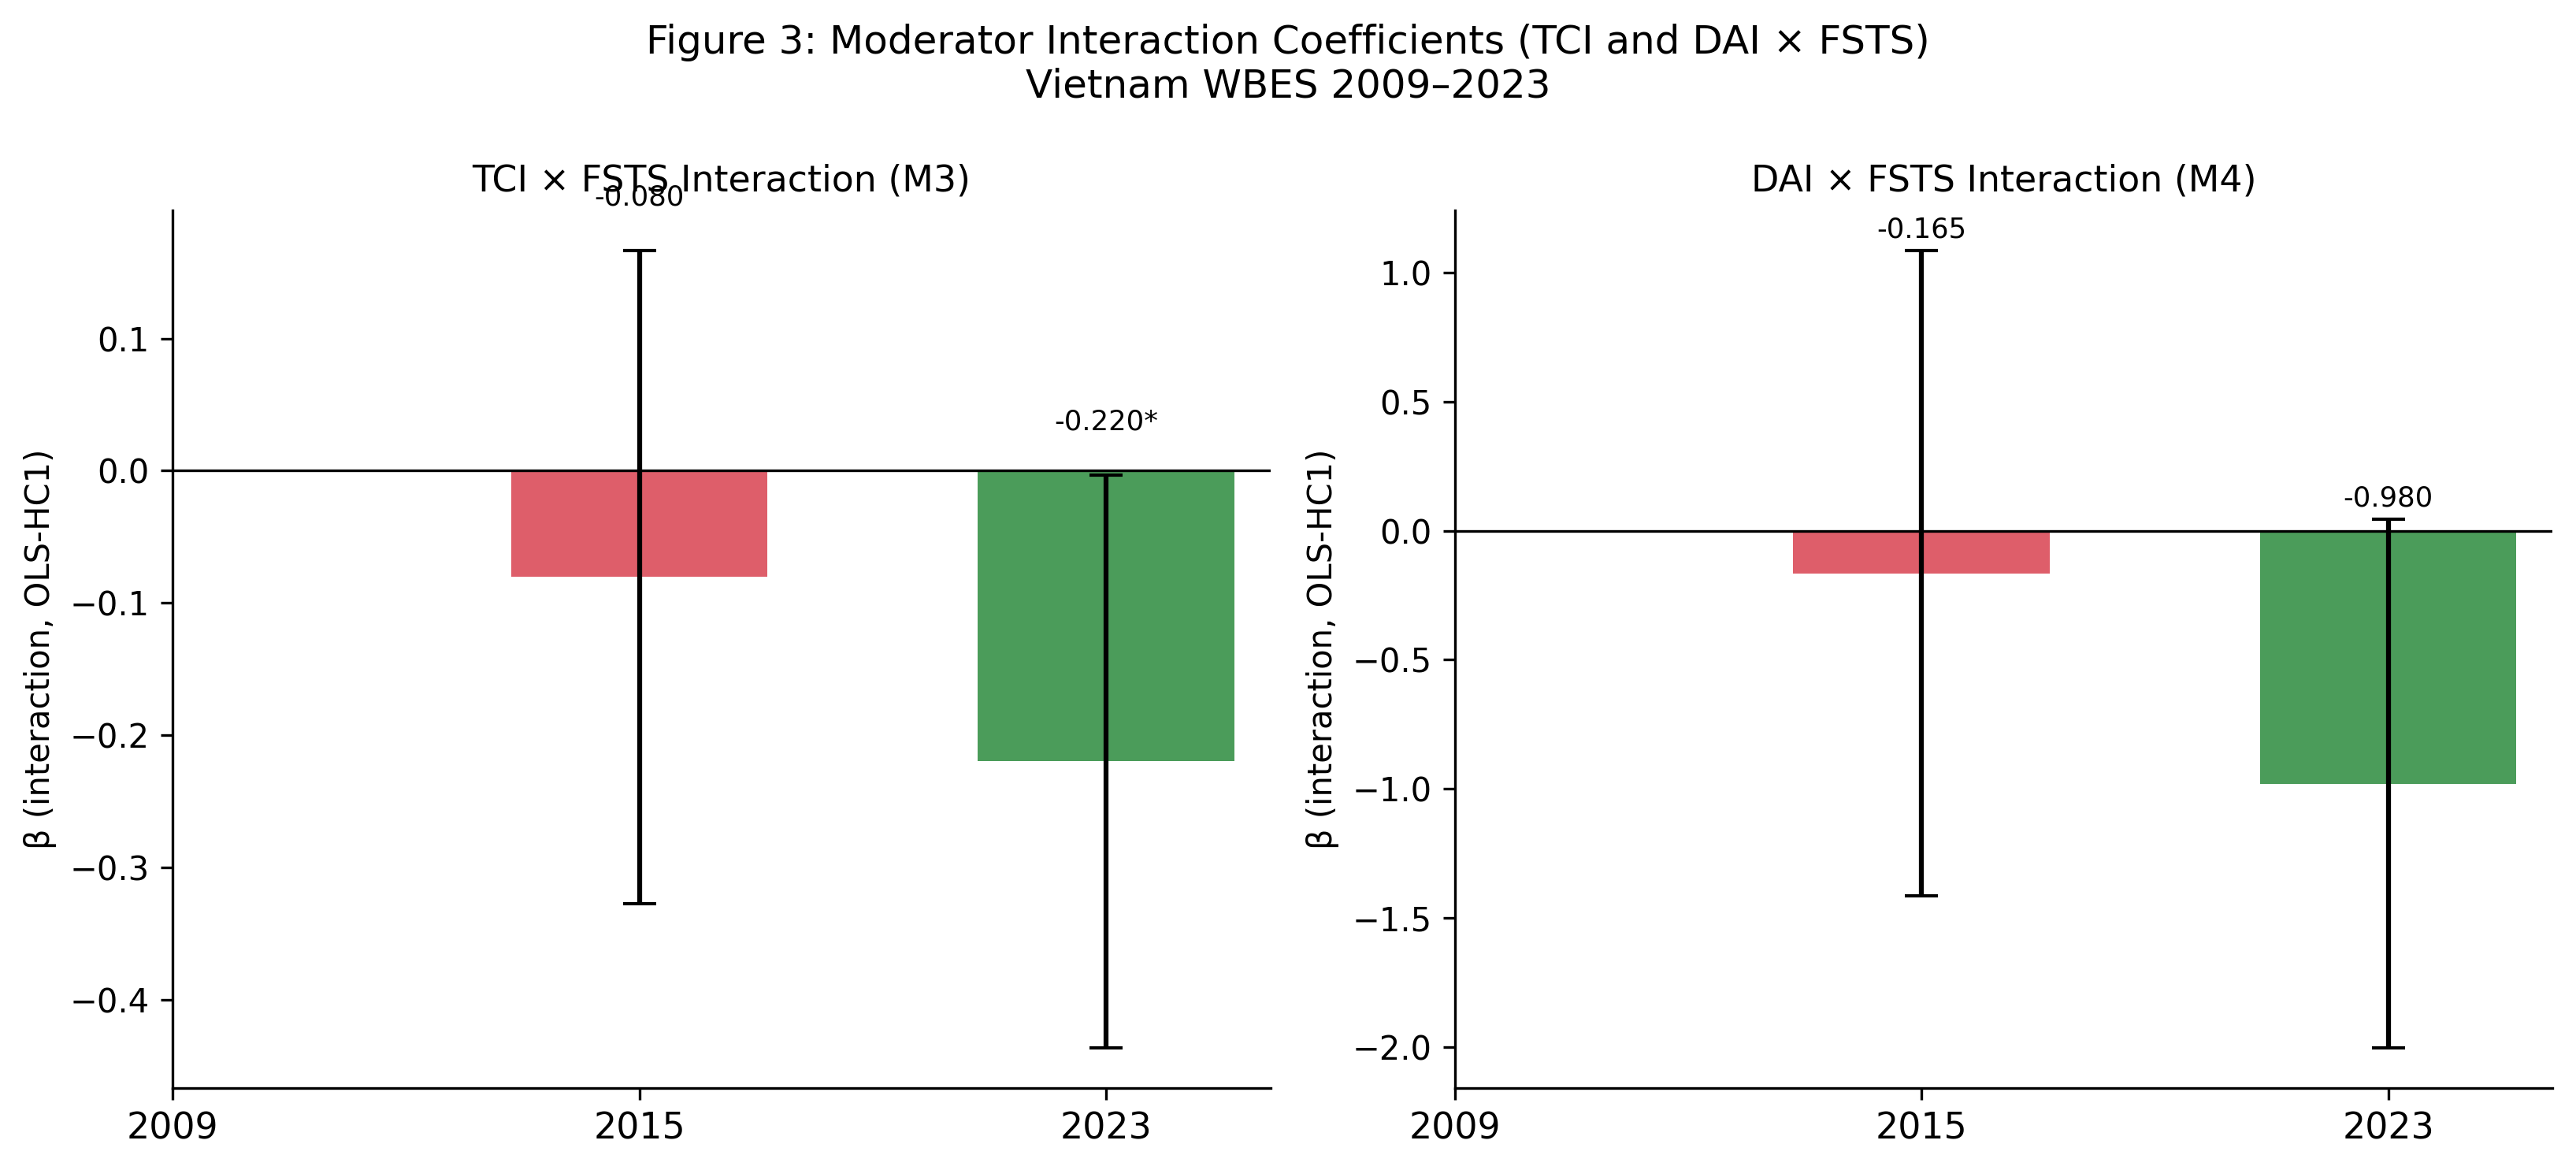 Figure 3: Moderator Interaction Coefficients (TCI and DAI × FSTS)
Vietnam WBES 2009–2023
TCI × FSTS Interaction (M3)
-0.080
-0.220*
0.1
0.0
−0.1
−0.2
−0.3
−0.4
β (interaction, OLS-HC1)
2009 2015 2023
DAI × FSTS Interaction (M4)
-0.165
-0.980
1.0
0.5
0.0
−0.5
−1.0
−1.5
−2.0
β (interaction, OLS-HC1)
2009 2015 2023